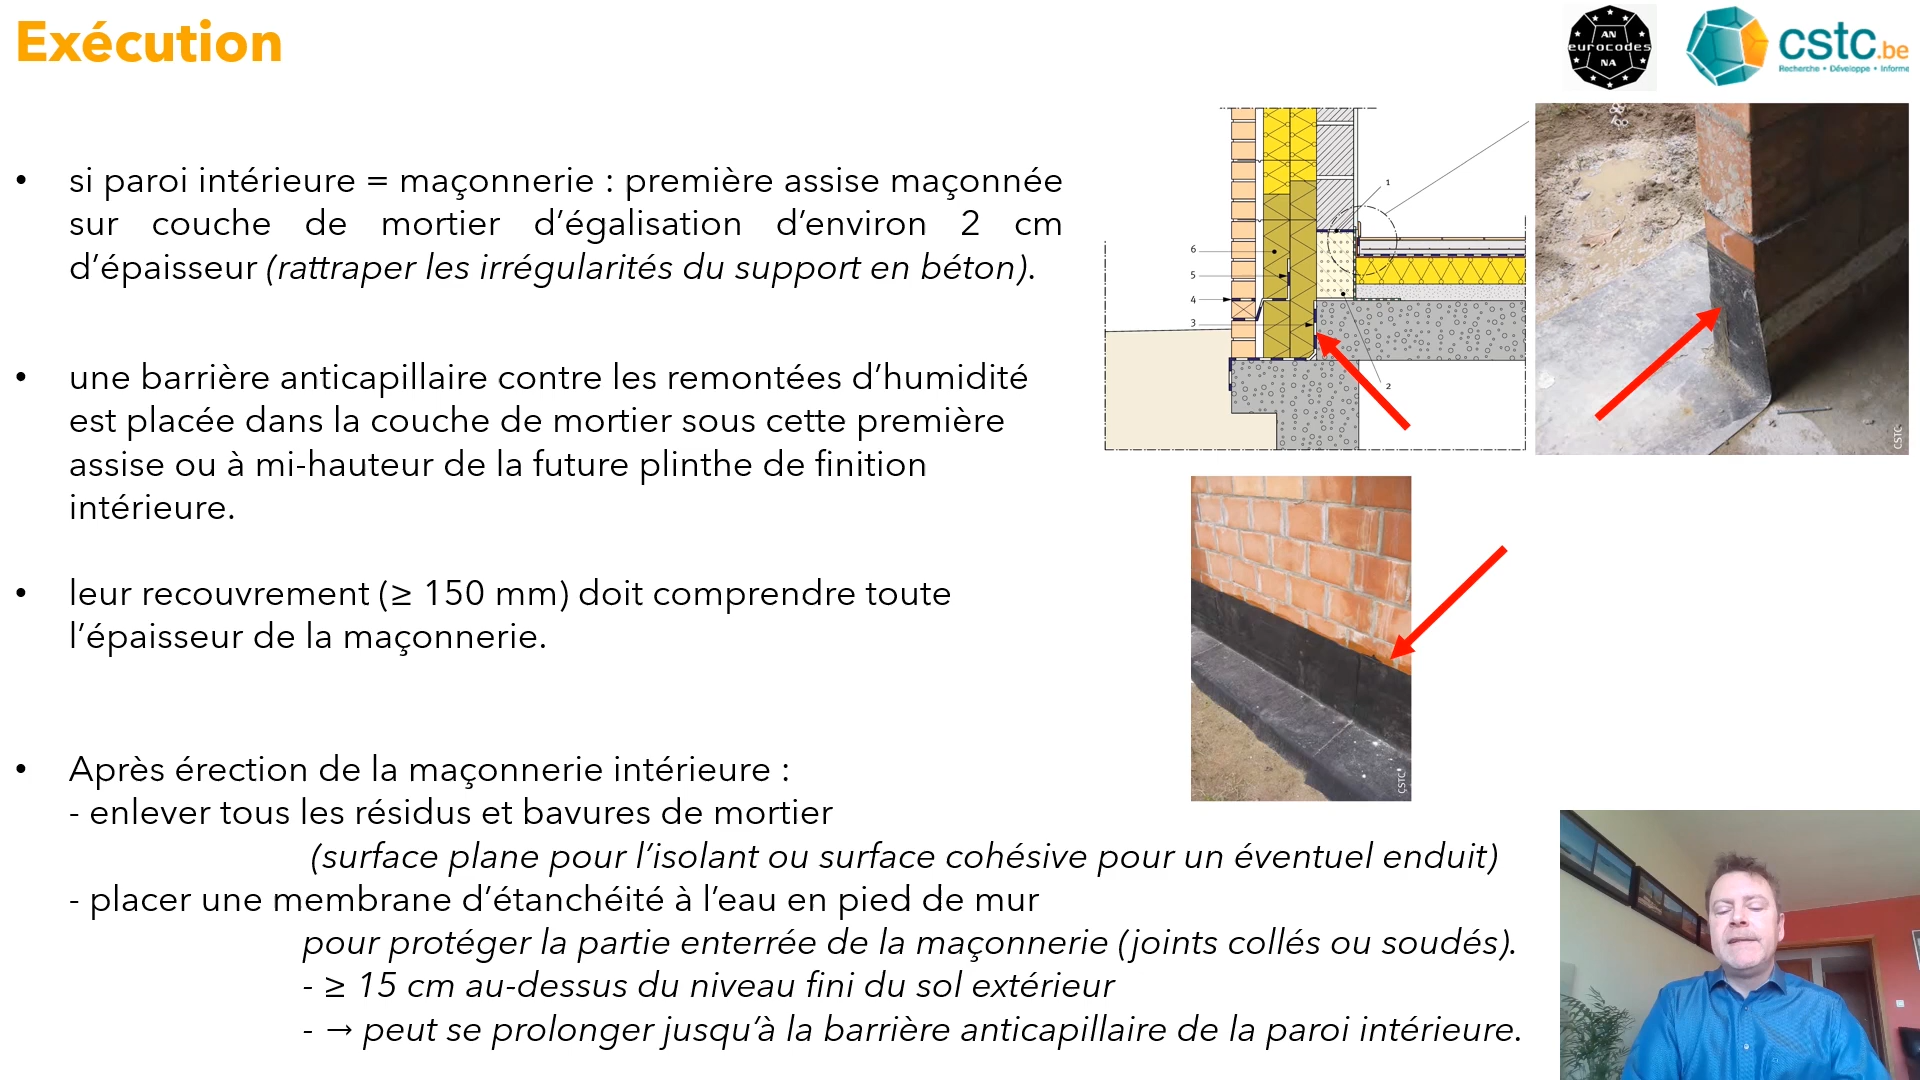 Exécution
AN
eurocodes
NA
cstc.be
Recherche • Développe • Informe
• si paroi intérieure = maçonnerie : première assise maçonnée
sur couche de mortier d’égalisation d’environ 2 cm
d’épaisseur (rattraper les irrégularités du support en béton).
• une barrière anticapillaire contre les remontées d’humidité
est placée dans la couche de mortier sous cette première
assise ou à mi-hauteur de la future plinthe de finition
intérieure.
• leur recouvrement (≥ 150 mm) doit comprendre toute
l’épaisseur de la maçonnerie.
• Après érection de la maçonnerie intérieure :
- enlever tous les résidus et bavures de mortier
(surface plane pour l’isolant ou surface cohésive pour un éventuel enduit)
- placer une membrane d’étanchéité à l’eau en pied de mur
pour protéger la partie enterrée de la maçonnerie (joints collés ou soudés).
- ≥ 15 cm au-dessus du niveau fini du sol extérieur
- → peut se prolonger jusqu’à la barrière anticapillaire de la paroi intérieure.
1
6
5
4
3
2
CSTC
CSTC